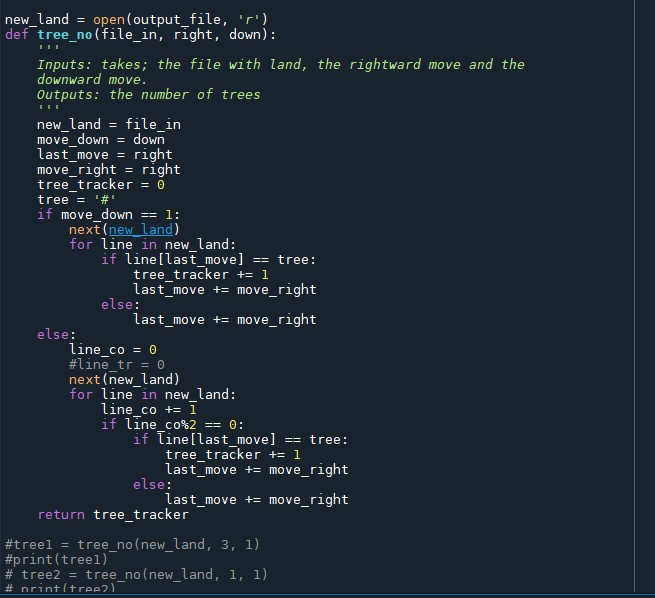 new_land = open(output_file, 'r')
def tree_no(file_in, right, down):
    '''
    Inputs: takes; the file with land, the rightward move and the
    downward move.
    Outputs: the number of trees
    '''
    new_land = file_in
    move_down = down
    last_move = right
    move_right = right
    tree_tracker = 0
    tree = '#'
    if move_down == 1:
        next(new_land)
        for line in new_land:
            if line[last_move] == tree:
                tree_tracker += 1
                last_move += move_right
            else:
                last_move += move_right
    else:
        line_co = 0
        #line_tr = 0
        next(new_land)
        for line in new_land:
            line_co += 1
            if line_co%2 == 0:
                if line[last_move] == tree:
                    tree_tracker += 1
                    last_move += move_right
                else:
                    last_move += move_right
    return tree_tracker

#tree1 = tree_no(new_land, 3, 1)
#print(tree1)
# tree2 = tree_no(new_land, 1, 1)
# print(tree2)